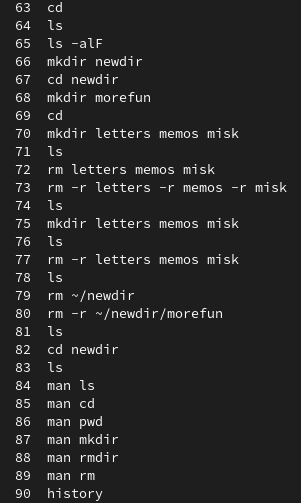 63 cd
64 ls
65 ls -alF
66 mkdir newdir
67 cd newdir
68 mkdir morefun
69 cd
70 mkdir letters memos misk
71 ls
72 rm letters memos misk
73 rm -r letters -r memos -r misk
74 ls
75 mkdir letters memos misk
76 ls
77 rm -r letters memos misk
78 ls
79 rm ~/newdir
80 rm -r ~/newdir/morefun
81 ls
82 cd newdir
83 ls
84 man ls
85 man cd
86 man pwd
87 man mkdir
88 man rmdir
89 man rm
90 history